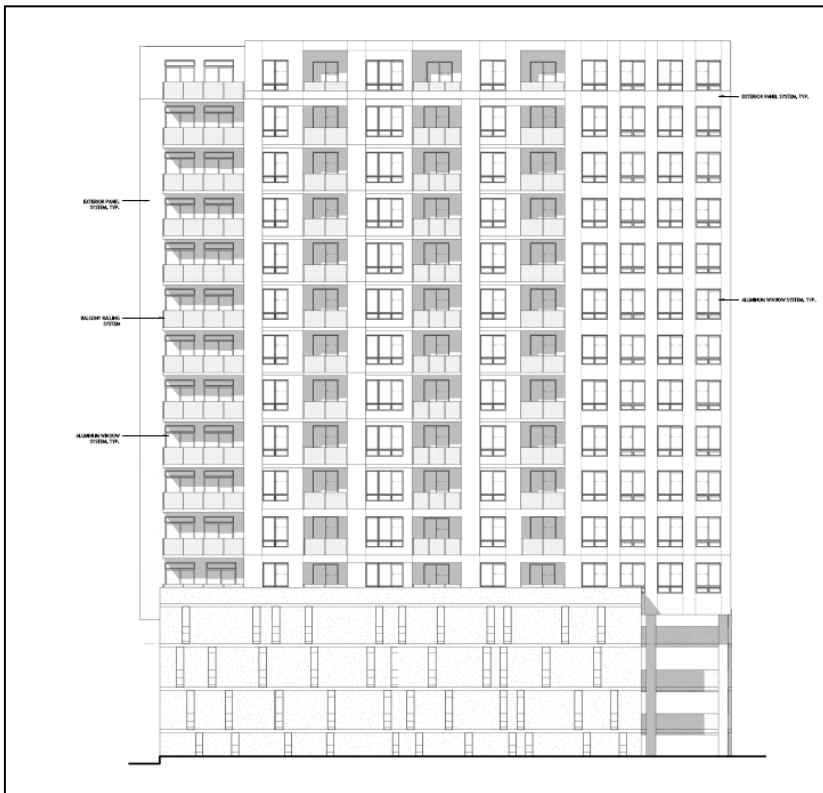 EXTERIOR PANEL SYSTEM, TYP.
EXTERIOR PANEL
SYSTEM, TYP.
ALUMINUM WINDOW SYSTEM, TYP.
BALCONY RAILING
SYSTEM
ALUMINUM WINDOW
SYSTEM, TYP.